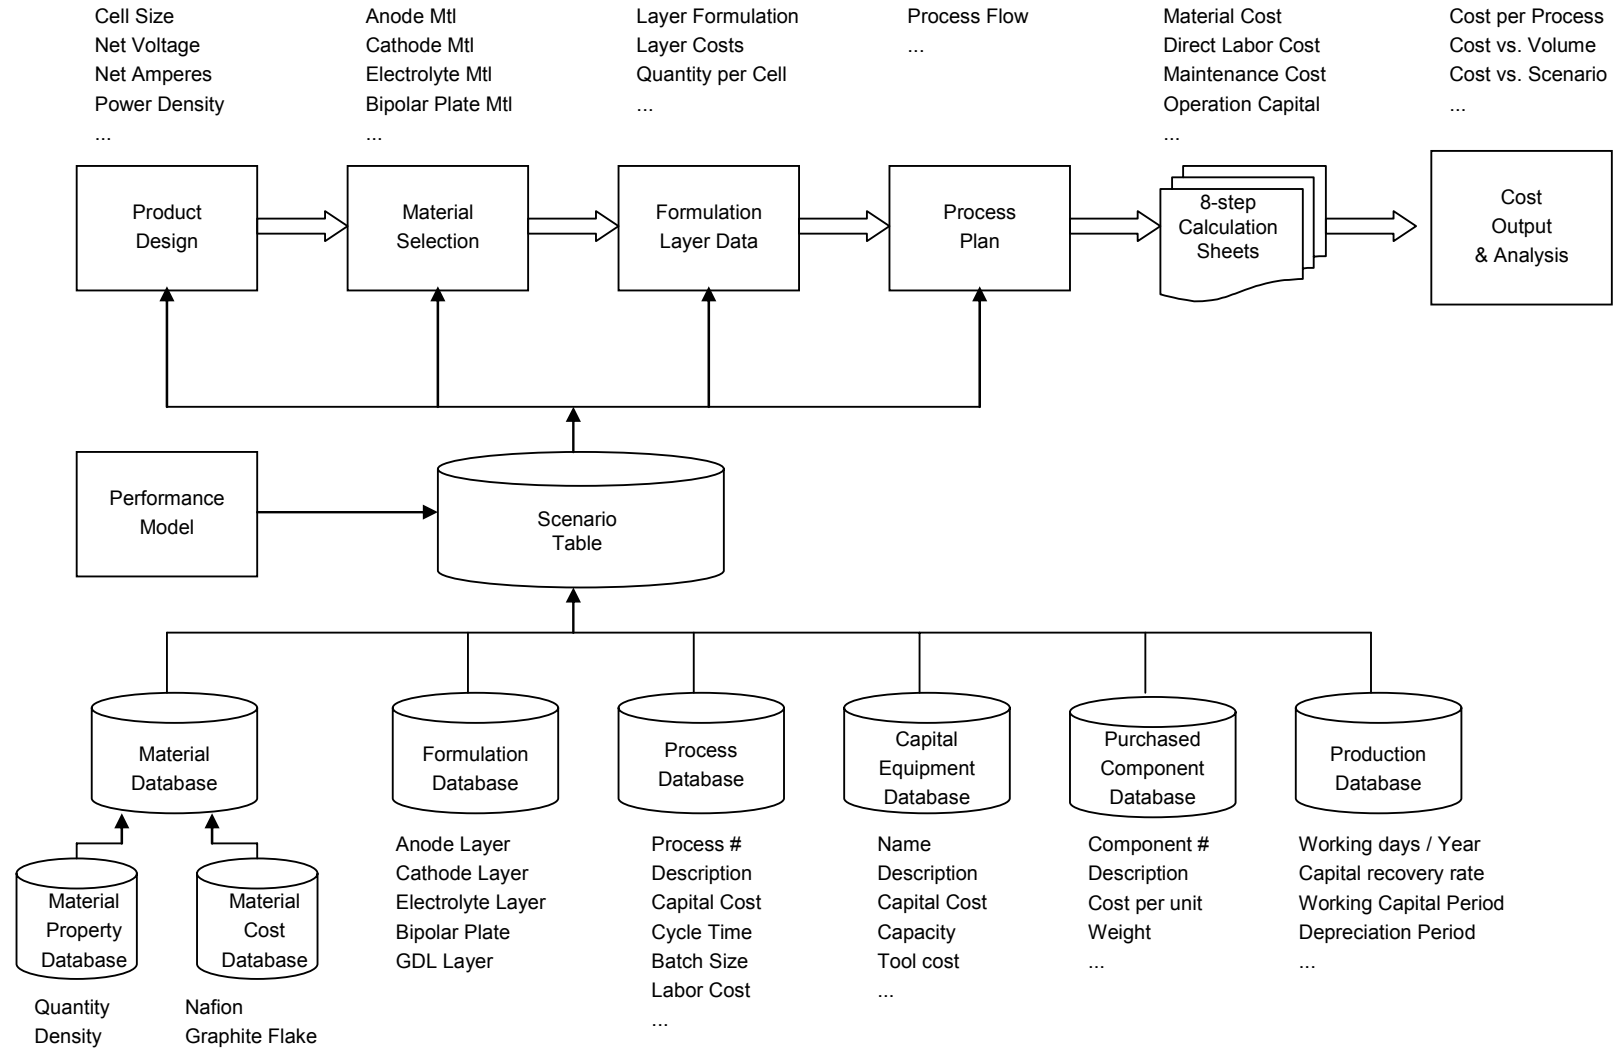 Cell Size
Net Voltage
Net Amperes
Power Density
...
Anode Mtl
Cathode Mtl
Electrolyte Mtl
Bipolar Plate Mtl
...
Layer Formulation
Layer Costs
Quantity per Cell
...
Process Flow
...
Material Cost
Direct Labor Cost
Maintenance Cost
Operation Capital
...
Cost per Process
Cost vs. Volume
Cost vs. Scenario
...
Product
Design
Material
Selection
Formulation
Layer Data
Process
Plan
8-step
Calculation
Sheets
Cost
Output
& Analysis
Performance
Model
Scenario
Table
Material
Database
Formulation
Database
Process
Database
Capital
Equipment
Database
Purchased
Component
Database
Production
Database
Material
Property
Database
Material
Cost
Database
Quantity
Density
Nafion
Graphite Flake
Anode Layer
Cathode Layer
Electrolyte Layer
Bipolar Plate
GDL Layer
Process #
Description
Capital Cost
Cycle Time
Batch Size
Labor Cost
...
Name
Description
Capital Cost
Capacity
Tool cost
...
Component #
Description
Cost per unit
Weight
...
Working days / Year
Capital recovery rate
Working Capital Period
Depreciation Period
...